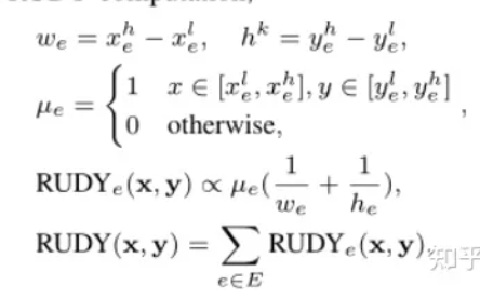 w_e = x_e^h − x_e^l, h^k = y_e^h − y_e^l,
μ_e = { 1 x ∈ [x_e^l, x_e^h], y ∈ [y_e^l, y_e^h]
0 otherwise, ,
RUDY_e(x, y) ∝ μ_e(1/w_e + 1/h_e),
RUDY(x, y) = ∑_{e∈E} RUDY_e(x, y),
知乎